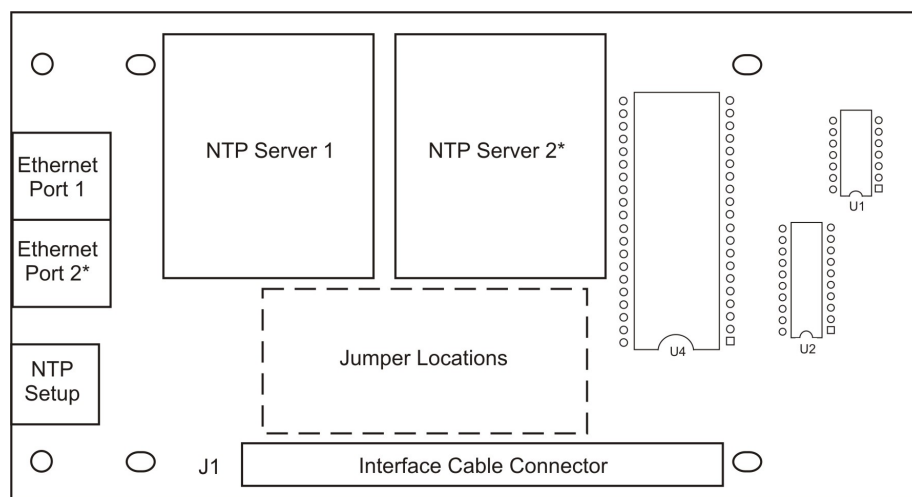 NTP Server 1
NTP Server 2*
Ethernet
Port 1
Ethernet
Port 2*
U1
U2
U4
Jumper Locations
NTP
Setup
J1
Interface Cable Connector